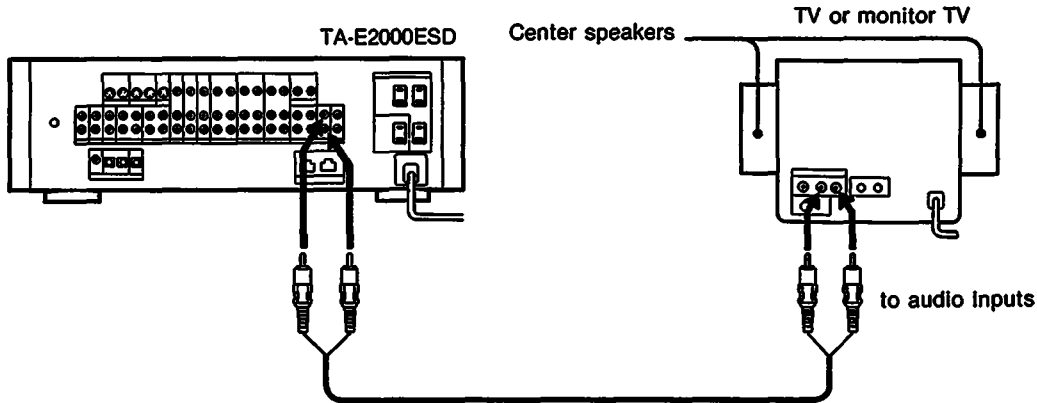 TA-E2000ESD
Center speakers
TV or monitor TV
to audio inputs